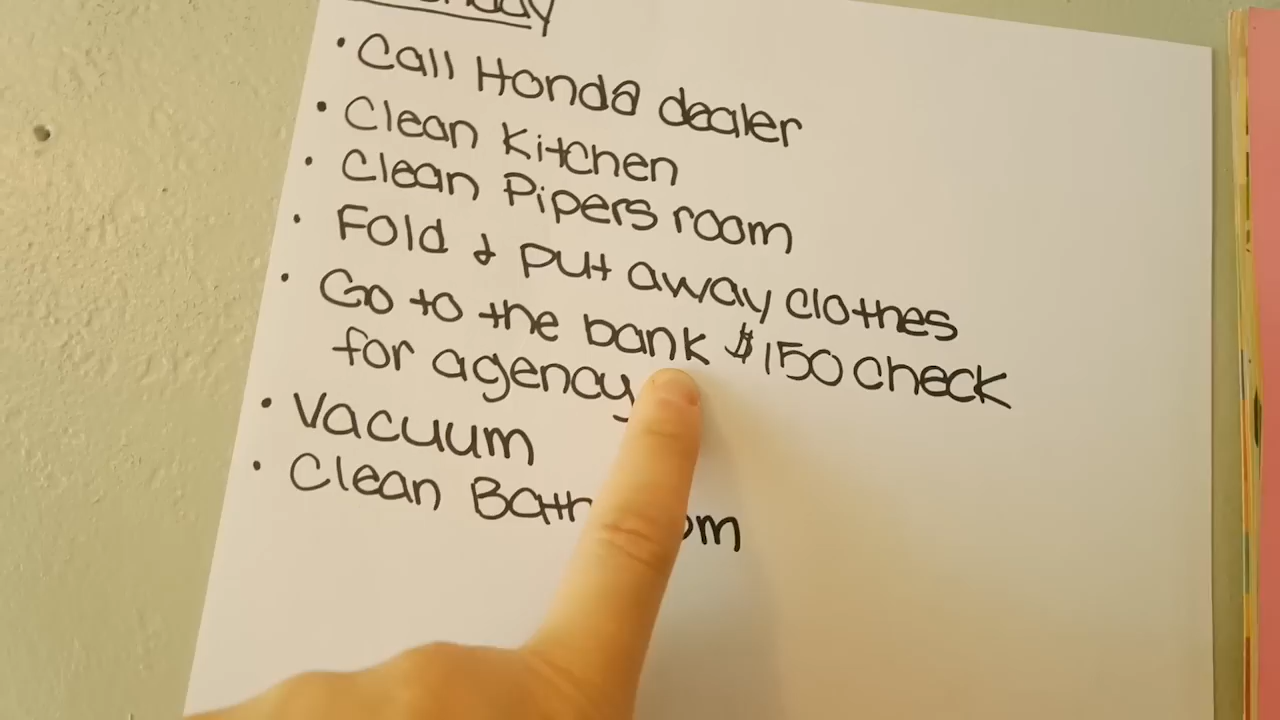 • Call Honda dealer
• Clean Kitchen
• Clean Pipers room
• Fold & put away clothes
• Go to the bank $150 check
for agency
• Vacuum
• Clean